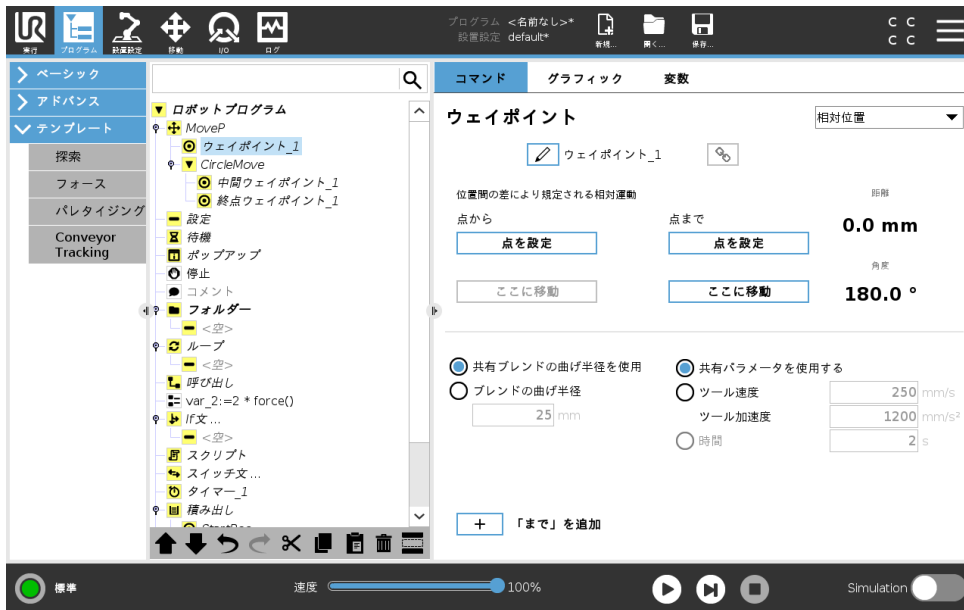 UR
実行
プログラム
設置設定
移動
I/O
ログ
プログラム <名前なし>*
設置設定 default*
新規...
開く...
保存...
C C
C C
ベーシック
アドバンス
テンプレート
探索
フォース
パレタイジング
Conveyor
Tracking
ロボットプログラム
MoveP
ウェイポイント_1
CircleMove
中間ウェイポイント_1
終点ウェイポイント_1
設定
待機
ポップアップ
停止
コメント
フォルダー
<空>
ループ
<空>
呼び出し
var_2:=2 * force()
If文 ...
<空>
スクリプト
スイッチ文 ...
タイマー_1
積み出し
コマンド グラフィック 変数
ウェイポイント
相対位置
ウェイポイント_1
位置間の差により規定される相対運動
距離
点から 点まで
0.0 mm
点を設定 点を設定
角度
ここに移動 ここに移動
180.0 °
共有ブレンドの曲げ半径を使用 共有パラメータを使用する
ブレンドの曲げ半径 ツール速度 250 mm/s
25 mm ツール加速度 1200 mm/s²
時間 2 s
+ 「まで」を追加
標準
速度 100%
Simulation